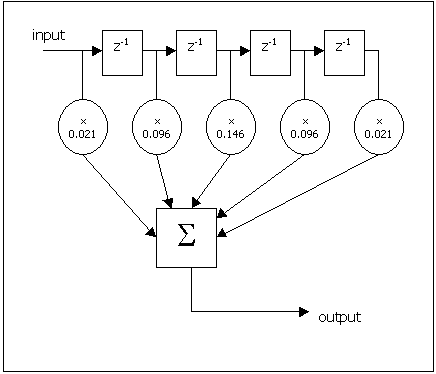 input
z⁻¹ z⁻¹ z⁻¹ z⁻¹
× × × × ×
0.021 0.096 0.146 0.096 0.021
Σ
output